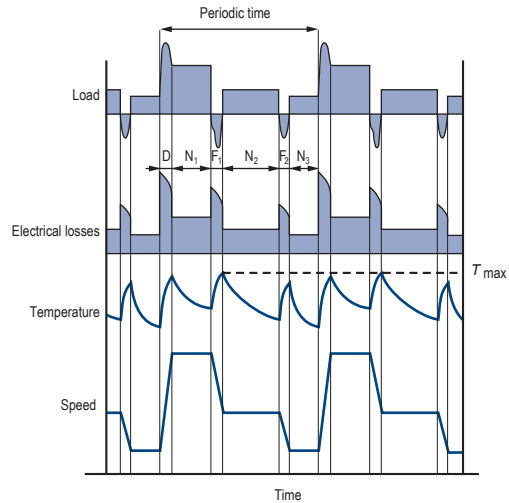 Periodic time
Load
D N₁ F₁ N₂ F₂ N₃
Electrical losses
T max
Temperature
Speed
Time